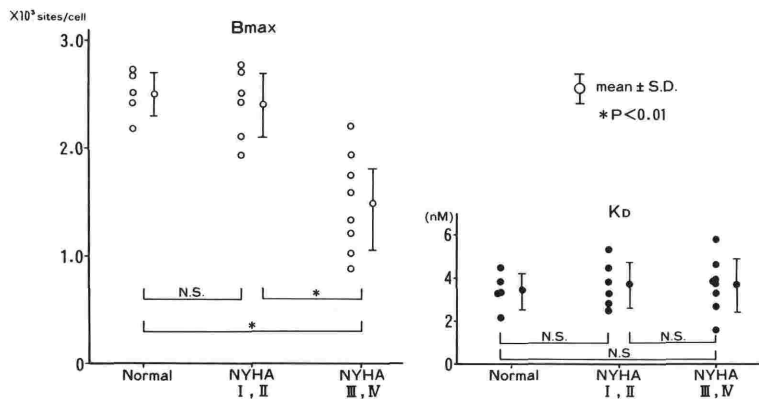 ×10³ sites/cell
Bmax
3.0
2.0
1.0
0
N.S.
*
*
Normal
NYHA
I, II
NYHA
III, IV
mean ± S.D.
*P<0.01
(nM)
KD
6
4
2
0
N.S.
N.S.
N.S
Normal
NYHA
I, II
NYHA
III, IV